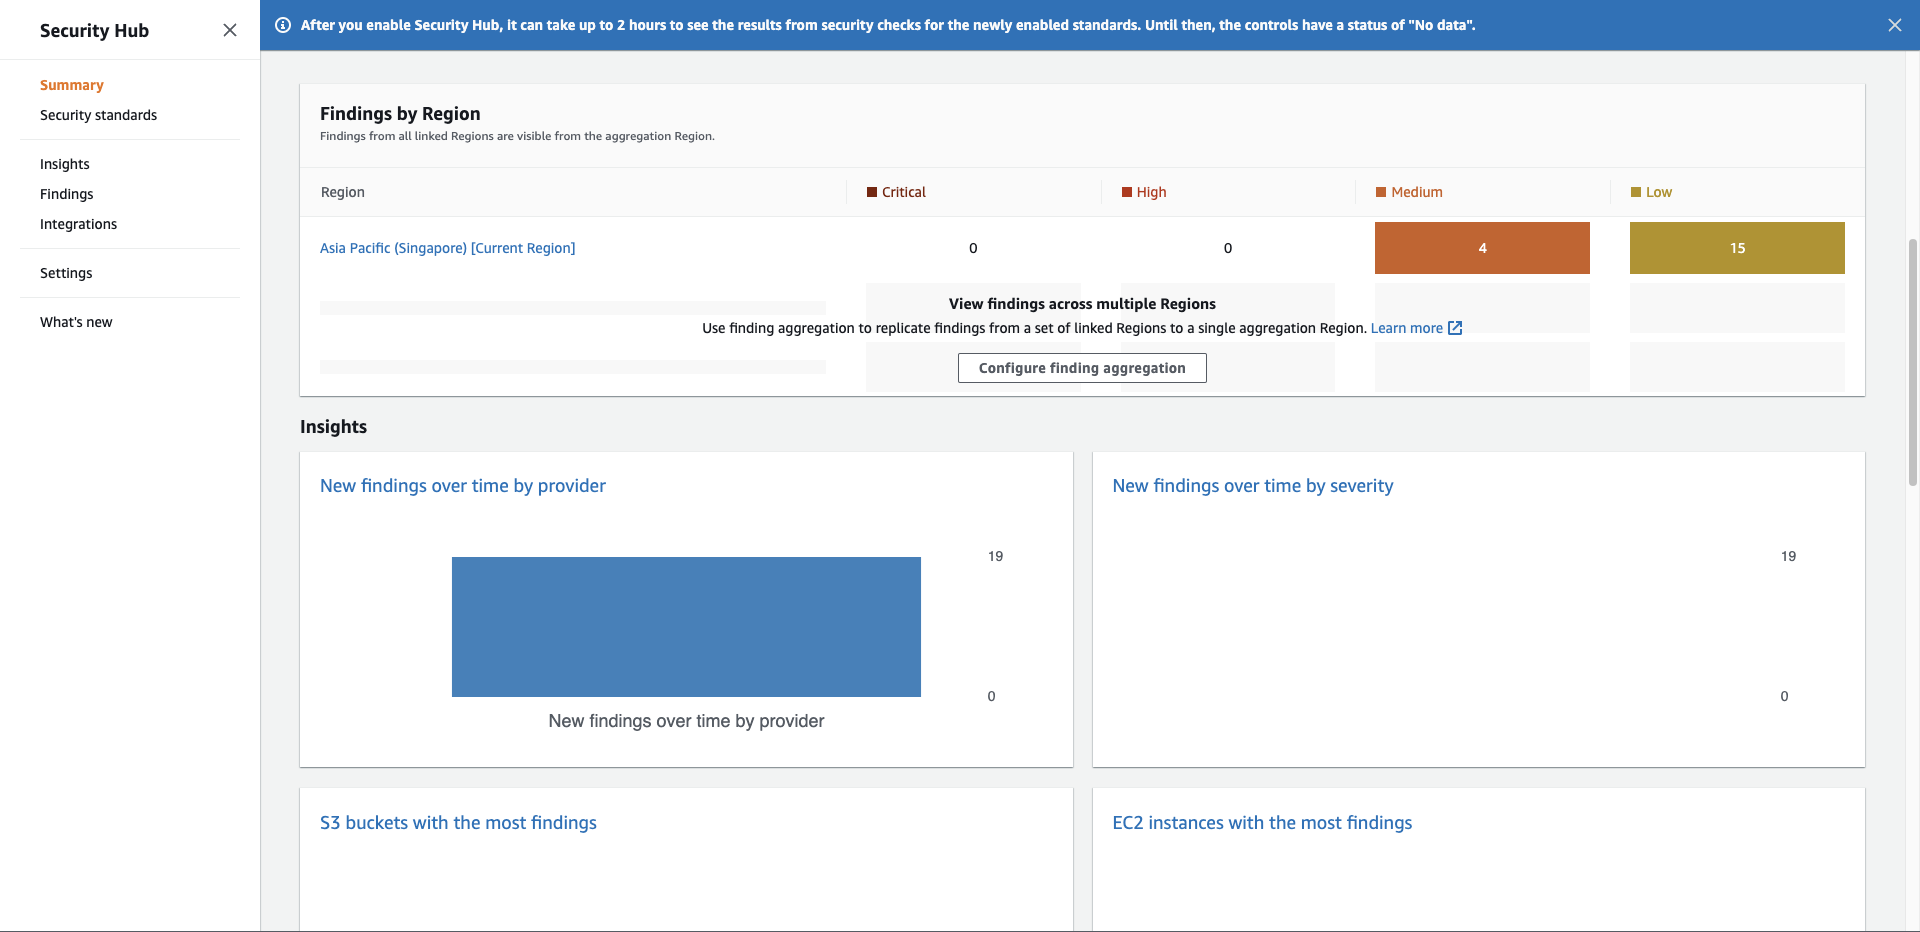 Security Hub
After you enable Security Hub, it can take up to 2 hours to see the results from security checks for the newly enabled standards. Until then, the controls have a status of "No data".
Summary
Security standards
Insights
Findings
Integrations
Settings
What's new
Findings by Region
Findings from all linked Regions are visible from the aggregation Region.
Region Critical High Medium Low
Asia Pacific (Singapore) [Current Region] 0 0 4 15
View findings across multiple Regions
Use finding aggregation to replicate findings from a set of linked Regions to a single aggregation Region. Learn more
Configure finding aggregation
Insights
New findings over time by provider
19
0
New findings over time by provider
New findings over time by severity
19
0
S3 buckets with the most findings
EC2 instances with the most findings